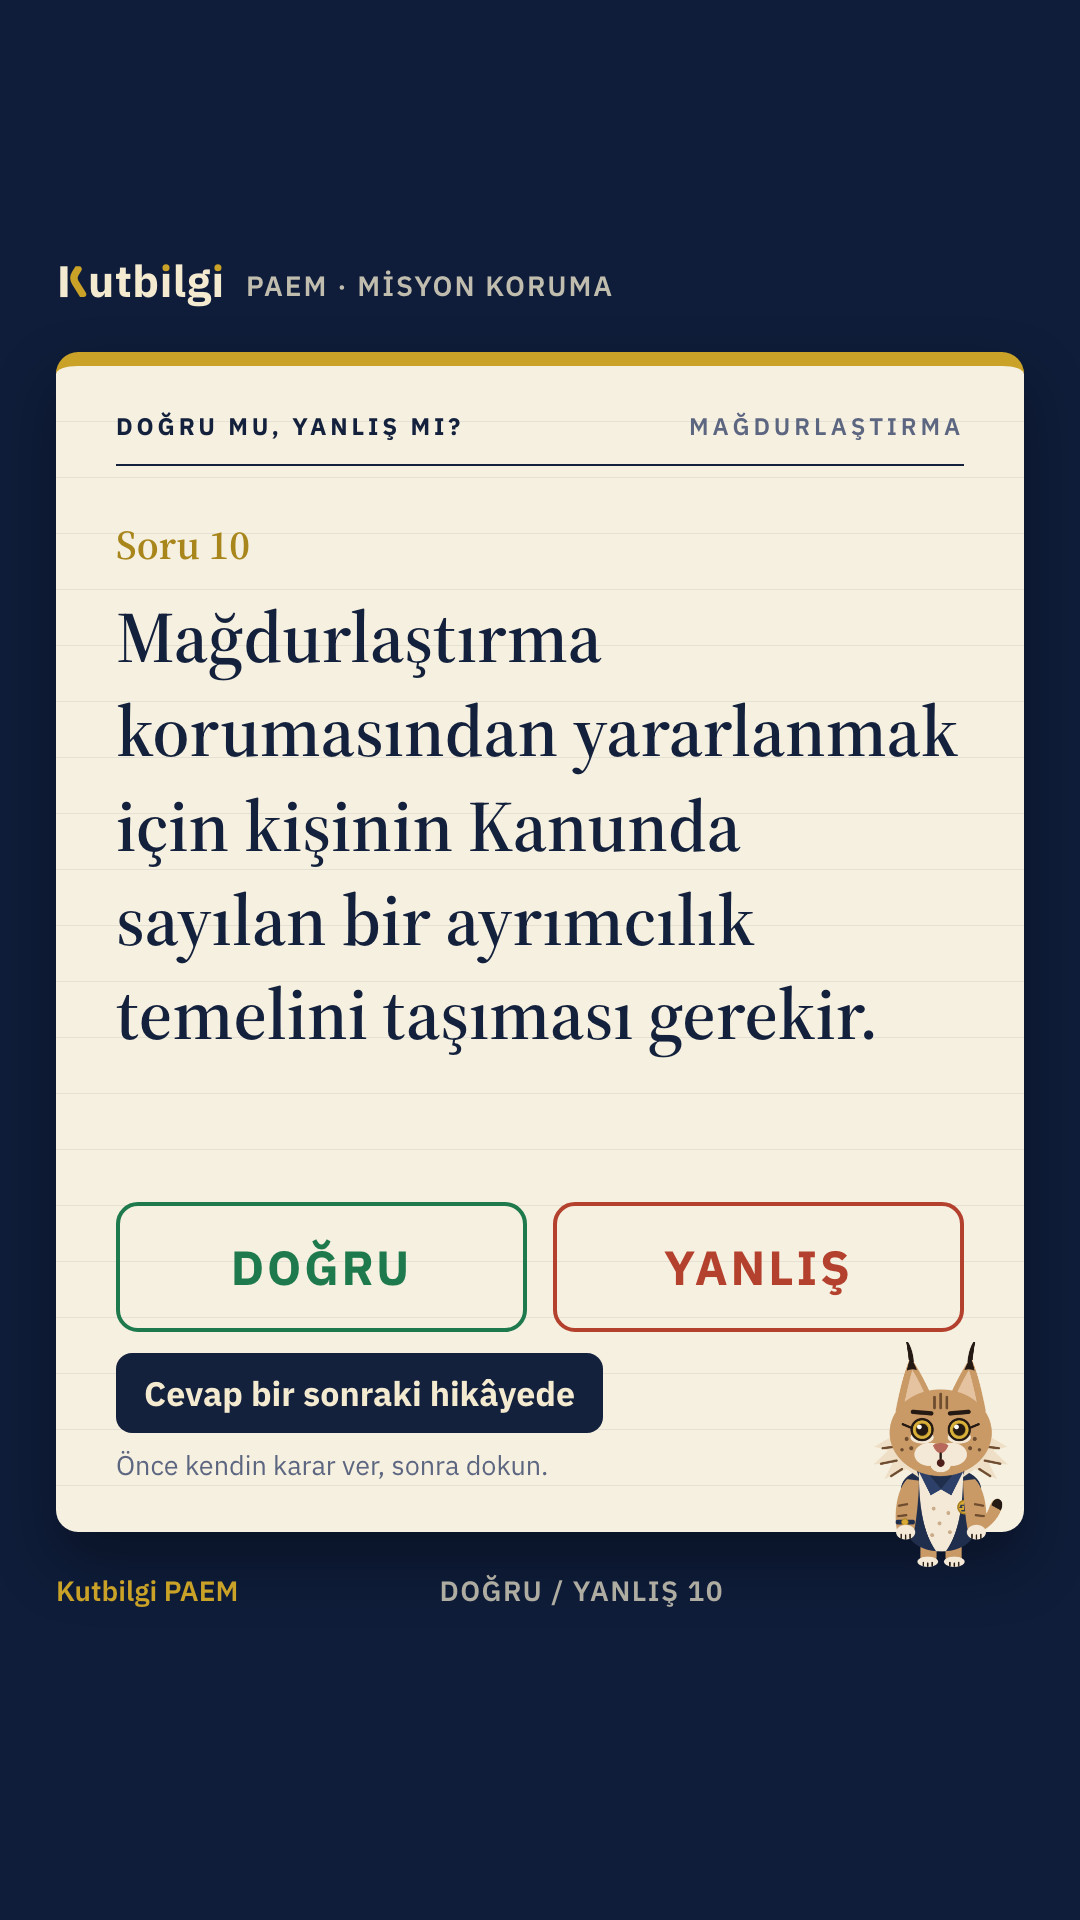 Kutbilgi PAEM · MİSYON KORUMA
DOĞRU MU, YANLIŞ MI? MAĞDURLAŞTIRMA
Soru 10
Mağdurlaştırma
korumasından yararlanmak
için kişinin Kanunda
sayılan bir ayrımcılık
temelini taşıması gerekir.
DOĞRU YANLIŞ
Cevap bir sonraki hikâyede
Önce kendin karar ver, sonra dokun.
Kutbilgi PAEM DOĞRU / YANLIŞ 10